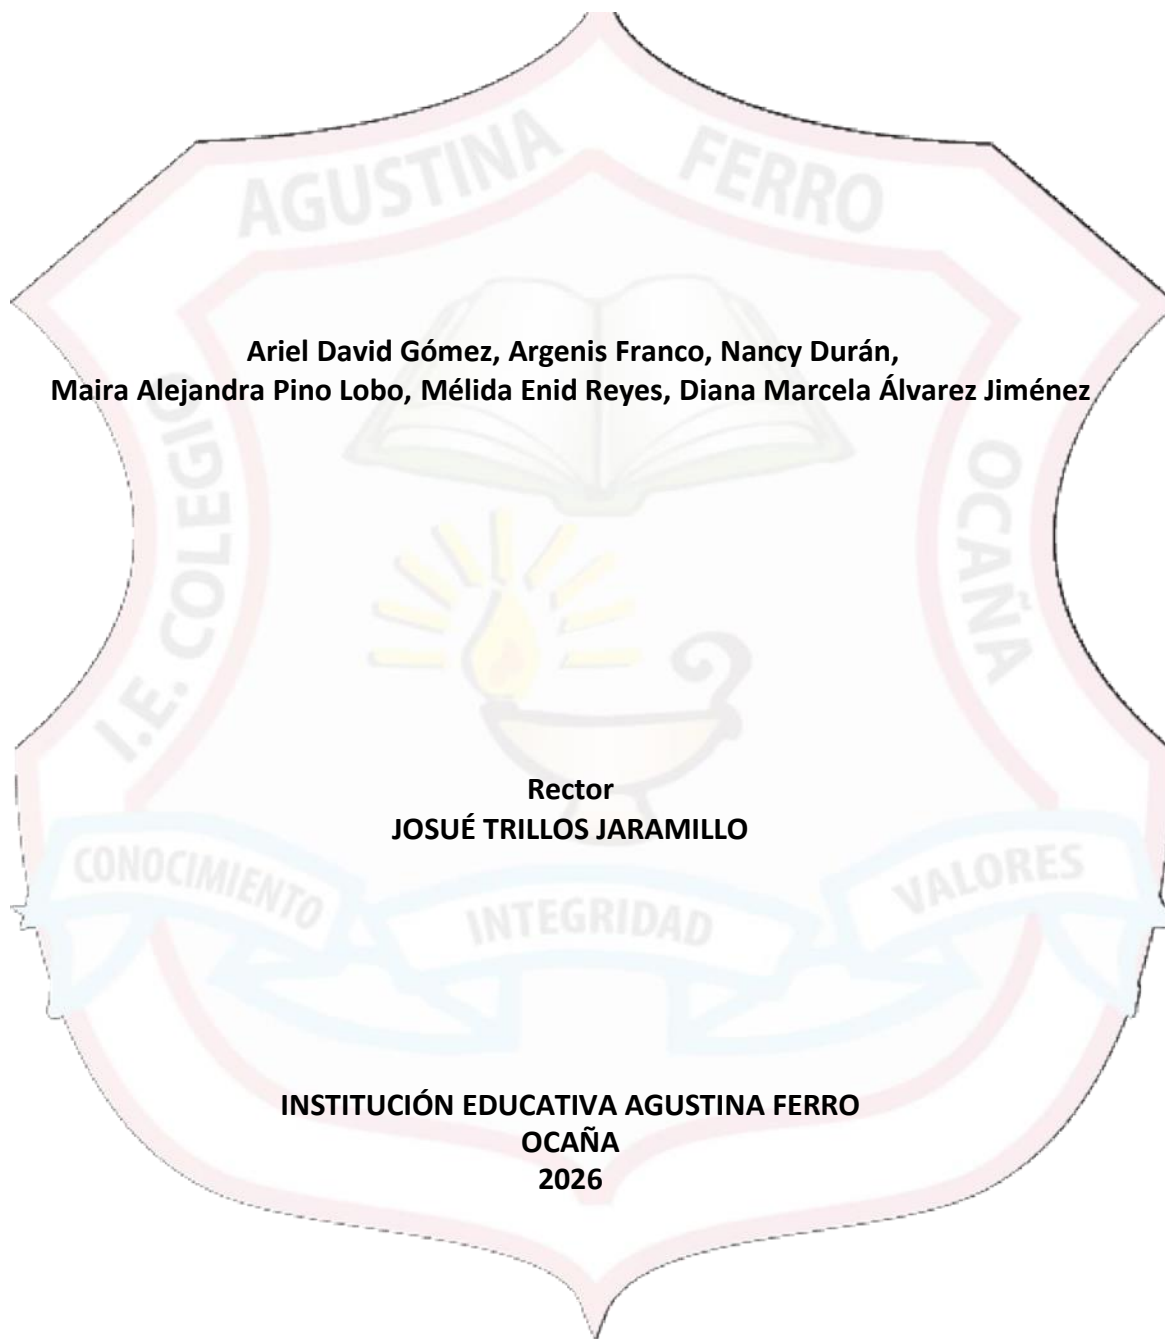 AGUSTINA FERRO
Ariel David Gómez, Argenis Franco, Nancy Durán,
Maira Alejandra Pino Lobo, Mélida Enid Reyes, Diana Marcela Álvarez Jiménez
I.E. COLEGIO
OCAÑA
Rector
JOSUÉ TRILLOS JARAMILLO
CONOCIMIENTO
INTEGRIDAD
VALORES
INSTITUCIÓN EDUCATIVA AGUSTINA FERRO
OCAÑA
2026